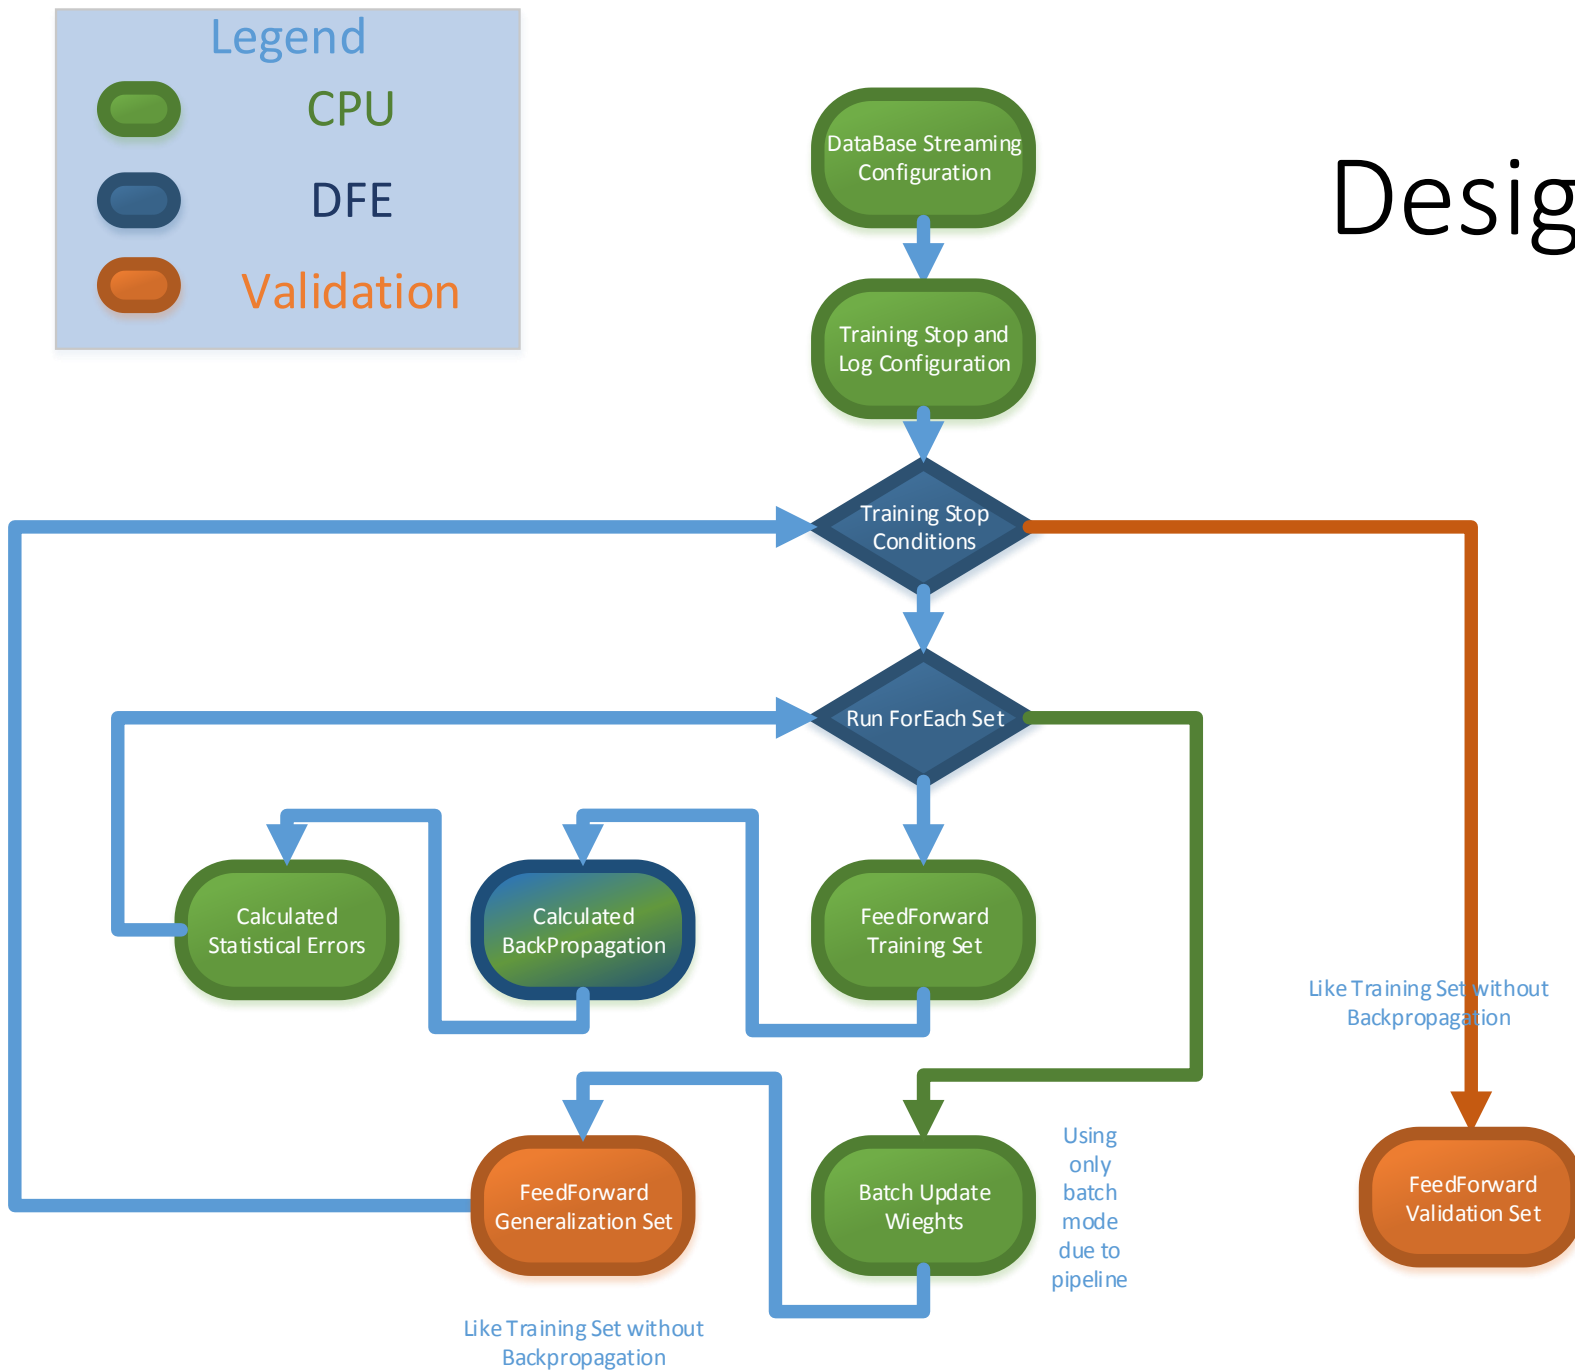 Legend
CPU
DFE
Validation
Desig
DataBase Streaming
Configuration
Training Stop and
Log Configuration
Training Stop
Conditions
Run ForEach Set
Calculated
Statistical Errors
Calculated
BackPropagation
FeedForward
Training Set
Like Training Set without
Backpropagation
FeedForward
Generalization Set
Batch Update
Wieghts
Using
only
batch
mode
due to
pipeline
FeedForward
Validation Set
Like Training Set without
Backpropagation